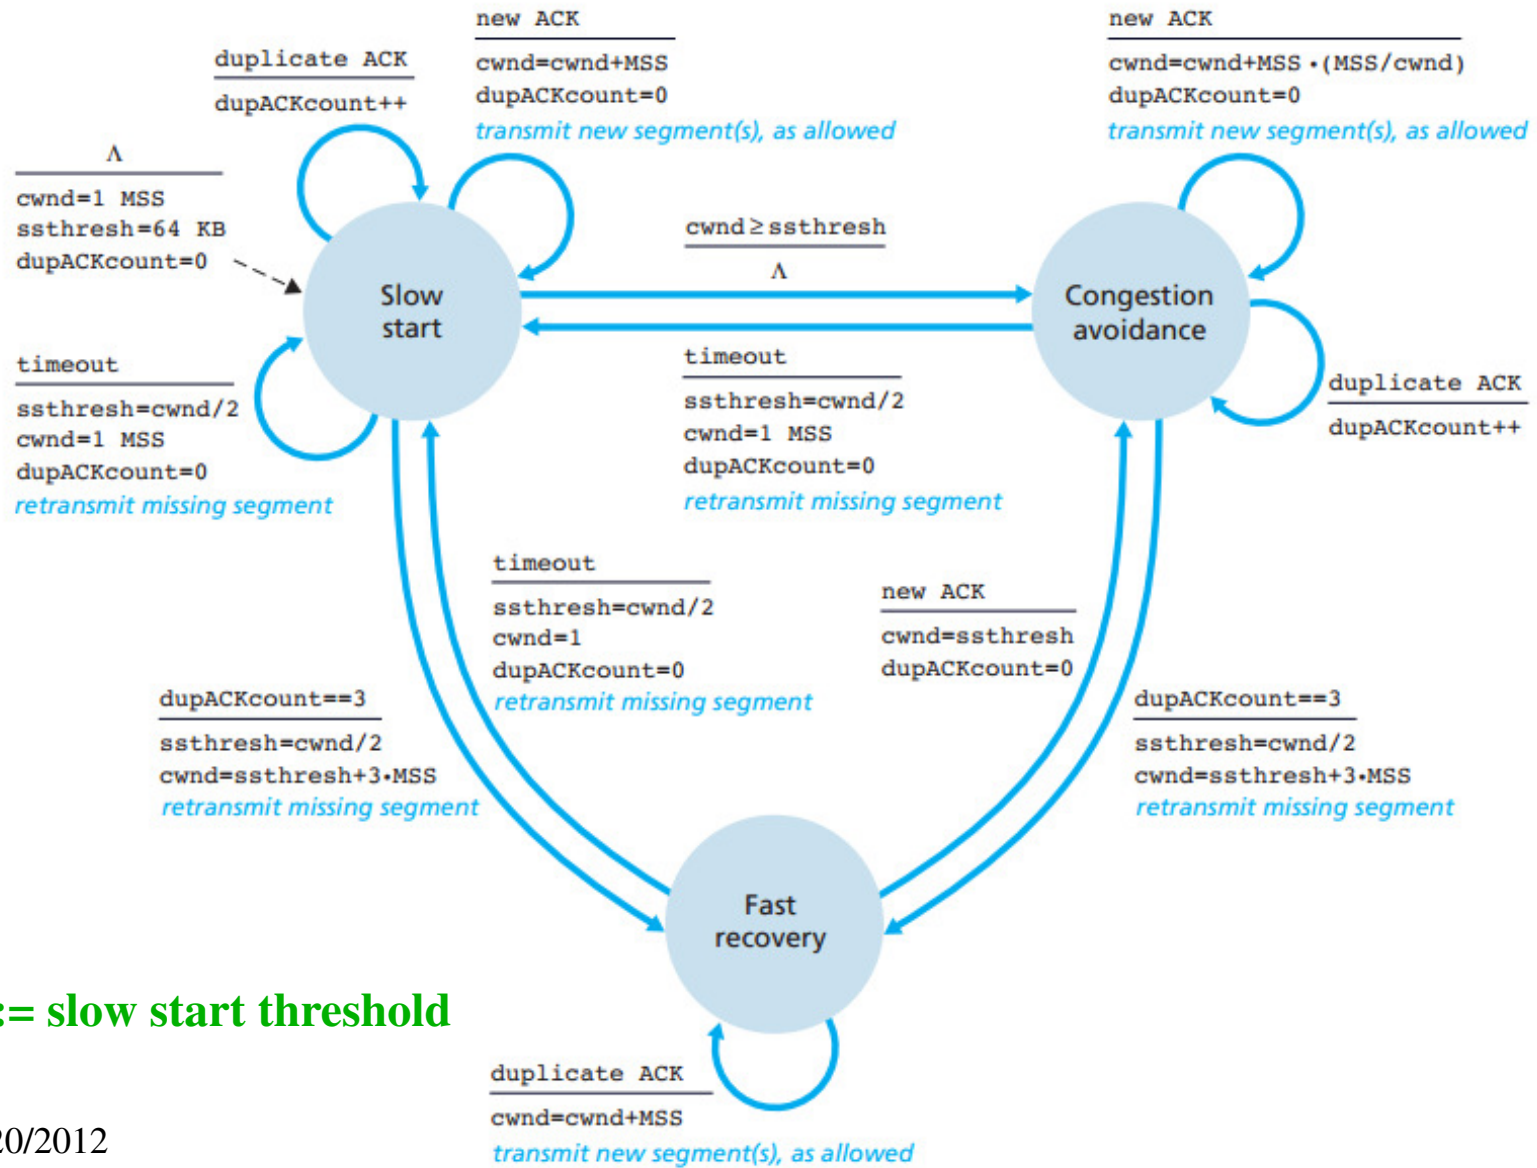 new ACK
cwnd=cwnd+MSS
dupACKcount=0
transmit new segment(s), as allowed
new ACK
cwnd=cwnd+MSS •(MSS/cwnd)
dupACKcount=0
transmit new segment(s), as allowed
duplicate ACK
dupACKcount++
Λ
cwnd=1 MSS
ssthresh=64 KB
dupACKcount=0
cwnd≥ssthresh
Λ
Slow
start
Congestion
avoidance
timeout
ssthresh=cwnd/2
cwnd=1 MSS
dupACKcount=0
retransmit missing segment
timeout
ssthresh=cwnd/2
cwnd=1 MSS
dupACKcount=0
retransmit missing segment
duplicate ACK
dupACKcount++
timeout
ssthresh=cwnd/2
cwnd=1
dupACKcount=0
retransmit missing segment
new ACK
cwnd=ssthresh
dupACKcount=0
dupACKcount==3
ssthresh=cwnd/2
cwnd=ssthresh+3•MSS
retransmit missing segment
dupACKcount==3
ssthresh=cwnd/2
cwnd=ssthresh+3•MSS
retransmit missing segment
Fast
recovery
:= slow start threshold
duplicate ACK
cwnd=cwnd+MSS
transmit new segment(s), as allowed
20/2012